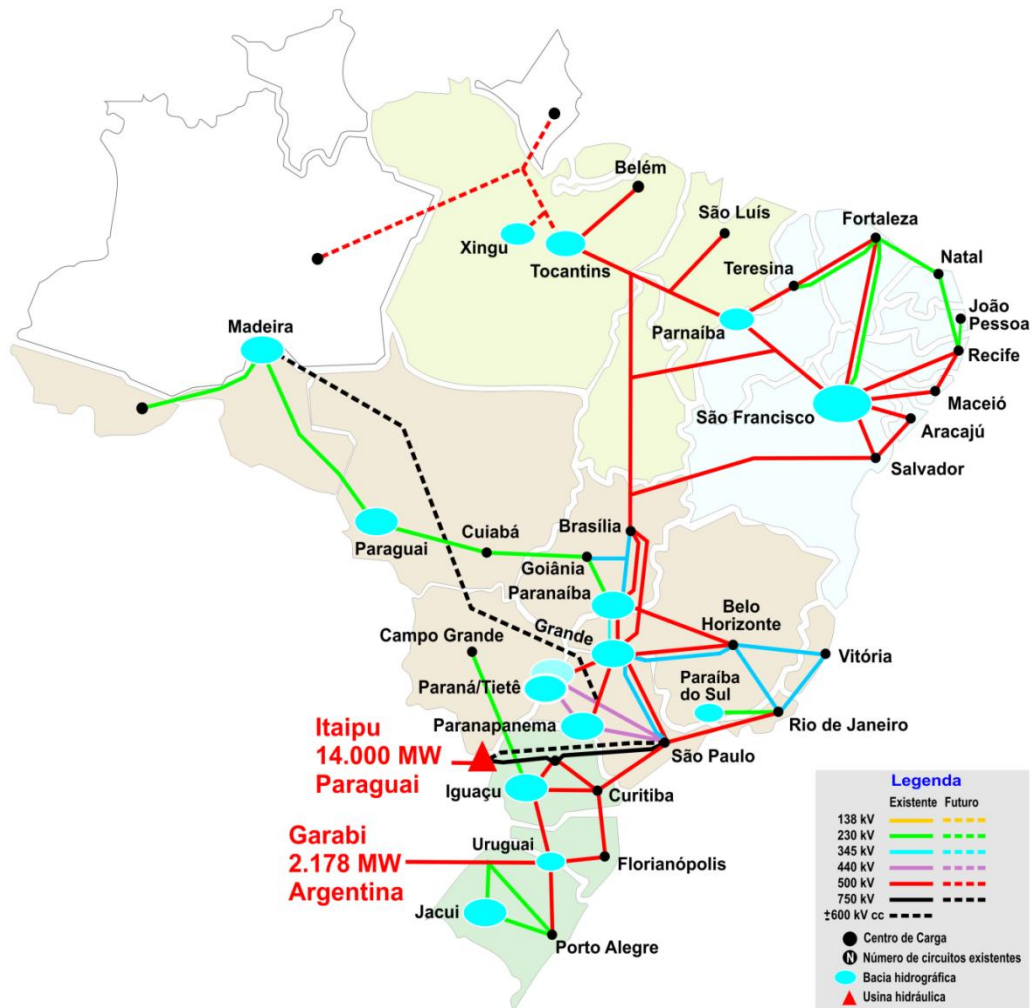 Belém
São Luís
Fortaleza
Xingu
Tocantins
Teresina
Natal
João
Pessoa
Madeira
Parnaíba
Recife
São Francisco
Maceió
Aracajú
Salvador
Paraguai
Cuiabá
Brasília
Goiânia
Paranaíba
Belo
Horizonte
Grande
Campo Grande
Vitória
Paraná/Tietê
Paraíba
do Sul
Paranapanema
Rio de Janeiro
Itaipu
14.000 MW
Paraguai
São Paulo
Iguaçu
Curitiba
Garabi
2.178 MW
Argentina
Uruguai
Florianópolis
Jacui
Porto Alegre
Legenda
Existente Futuro
138 kV
230 kV
345 kV
440 kV
500 kV
750 kV
±600 kV cc
Centro de Carga
N Número de circuitos existentes
Bacia hidrográfica
Usina hidráulica